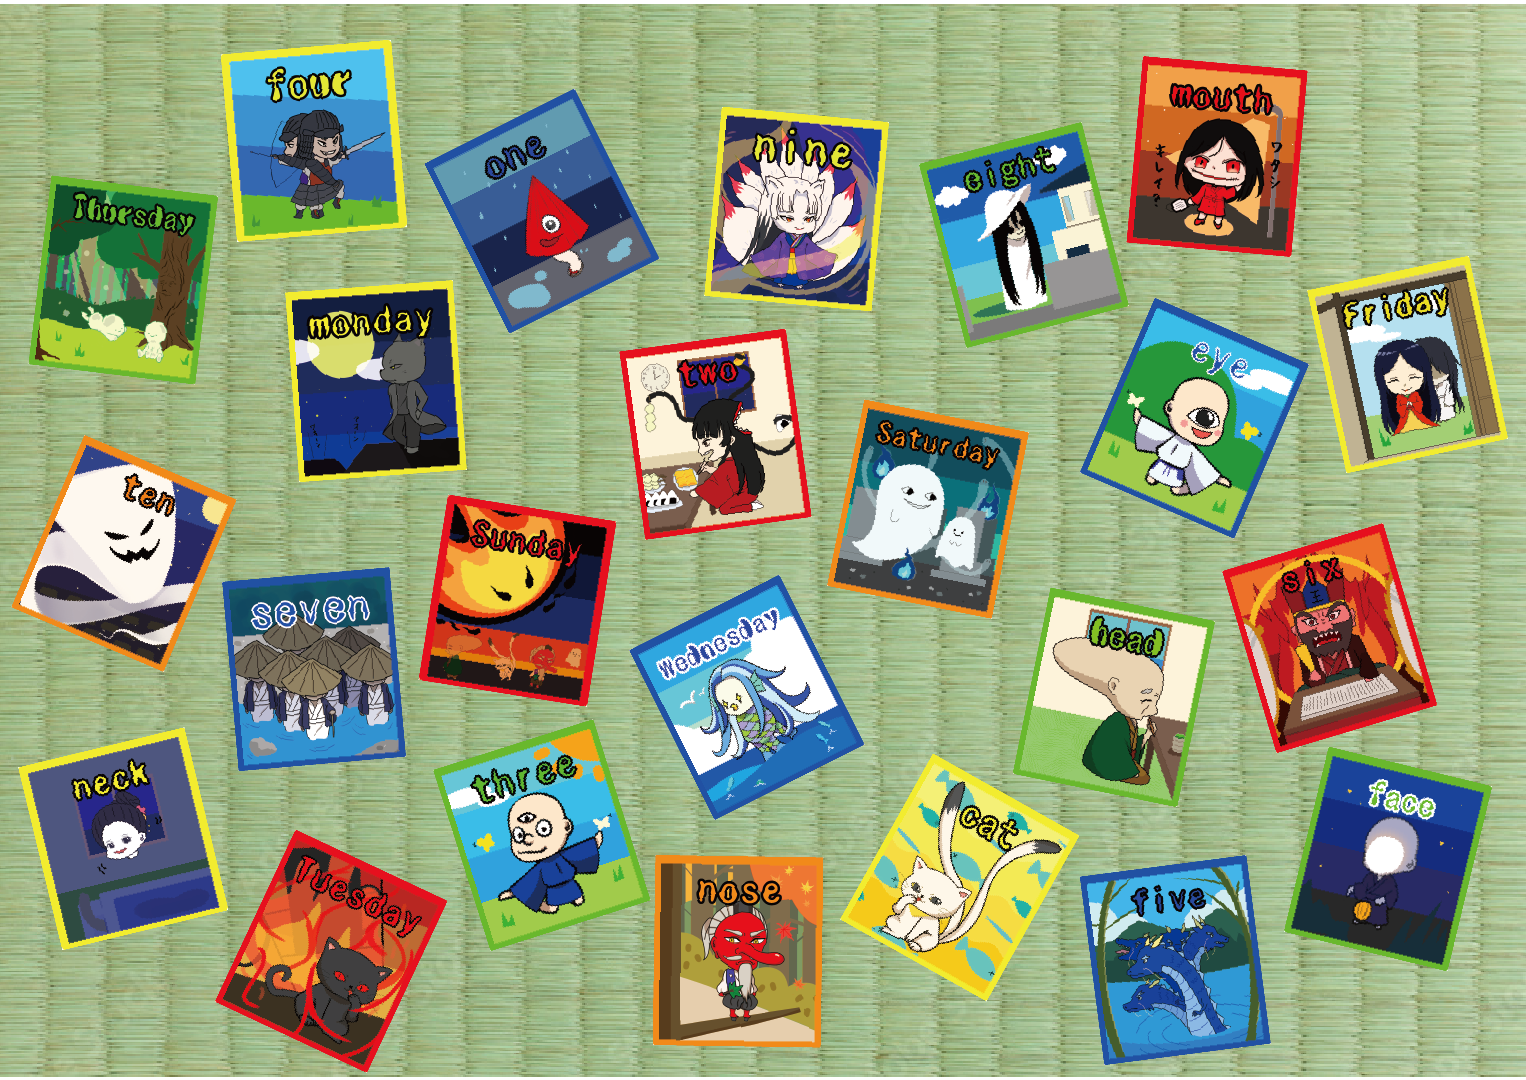 four
one
nine
eight
mouth
ワタシ
キレイ？
Thursday
monday
two
eye
Friday
Saturday
ten
Sunday
seven
Wednesday
head
six
王
neck
three
cat
face
Tuesday
nose
five